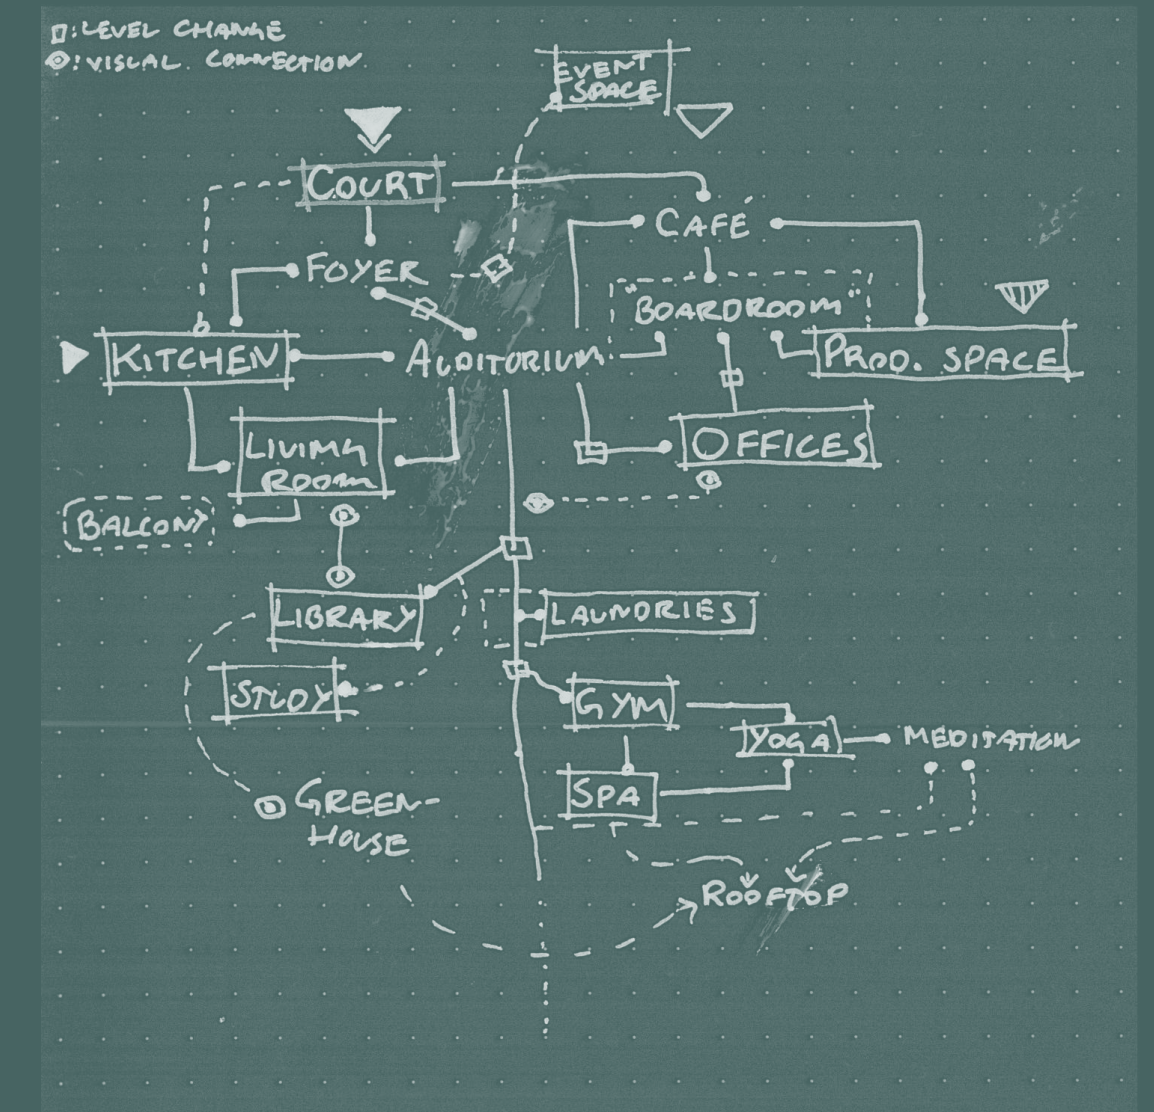 ▯: LEVEL CHANGE
◎: VISUAL CONNECTION
EVENT
SPACE
COURT
CAFÉ
FOYER
"BOARDROOM"
KITCHEN
AUDITORIUM
PROD. SPACE
LIVING
ROOM
OFFICES
BALCONY
LIBRARY
LAUNDRIES
STUDY
GYM
YOGA
MEDITATION
SPA
GREEN-
HOUSE
ROOFTOP